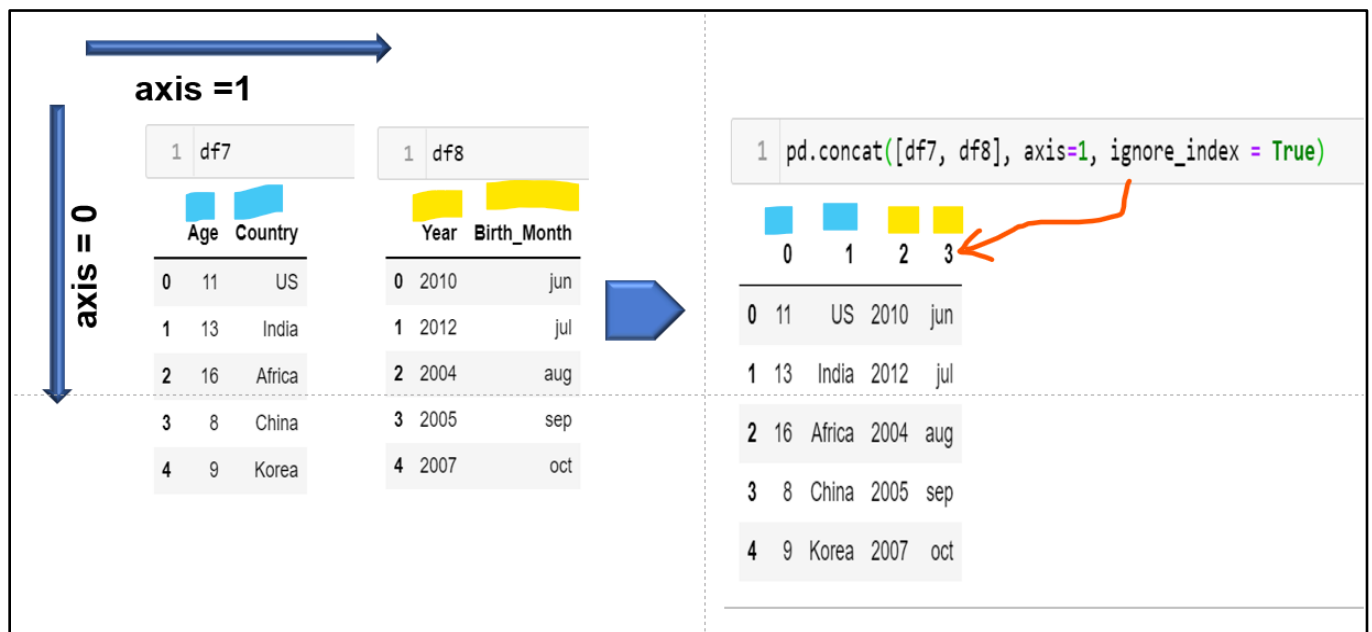 axis =1
axis = 0
1 df7
Age Country
0 11 US
1 13 India
2 16 Africa
3 8 China
4 9 Korea
1 df8
Year Birth_Month
0 2010 jun
1 2012 jul
2 2004 aug
3 2005 sep
4 2007 oct
1 pd.concat([df7, df8], axis=1, ignore_index = True)
0 1 2 3
0 11 US 2010 jun
1 13 India 2012 jul
2 16 Africa 2004 aug
3 8 China 2005 sep
4 9 Korea 2007 oct